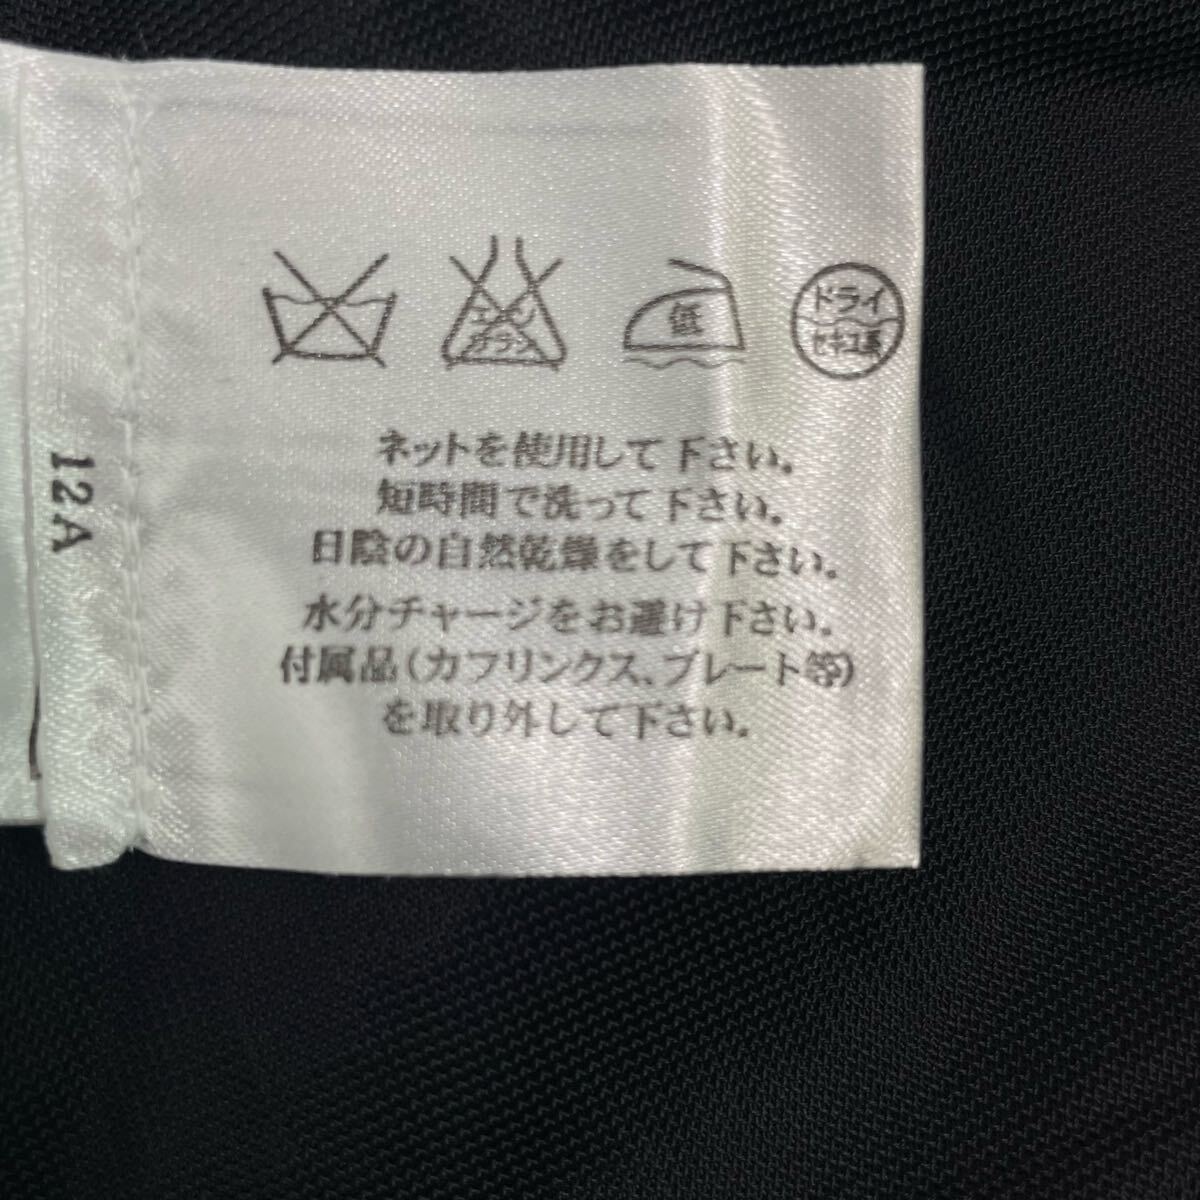 エンソ
サラシ
低
ドライ
セキユ系
ネットを使用して下さい。
短時間で洗って下さい。
日陰の自然乾燥をして下さい。
水分チャージをお避け下さい。
付属品(カフリンクス、プレート等)
を取り外して下さい。
12A